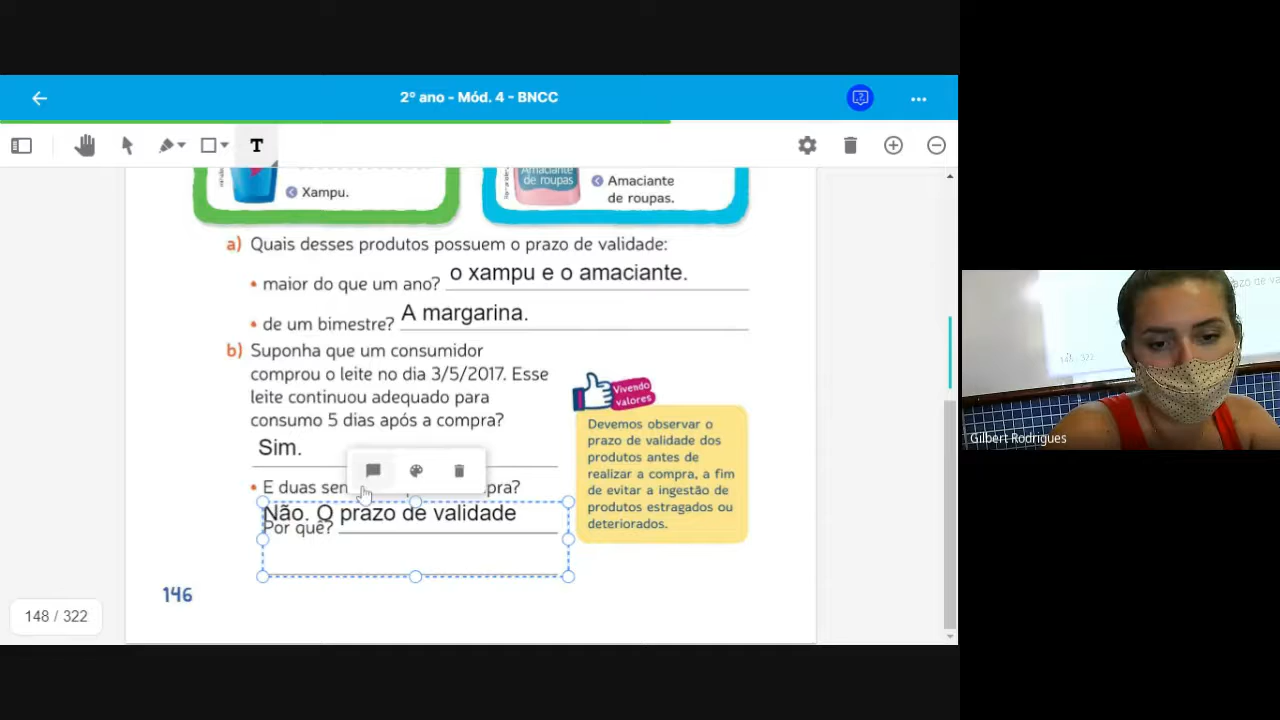 2º ano - Mód. 4 - BNCC
T
Xampu.
Amaciante
de roupas
Amaciante
de roupas.
a) Quais desses produtos possuem o prazo de validade:
• maior do que um ano? o xampu e o amaciante.
• de um bimestre? A margarina.
b) Suponha que um consumidor
comprou o leite no dia 3/5/2017. Esse
leite continuou adequado para
consumo 5 dias após a compra?
Sim.
• E duas
Não. O prazo de validade
Por quê?
Vivendo
valores
Devemos observar o
prazo de validade dos
produtos antes de
realizar a compra, a fim
de evitar a ingestão de
produtos estragados ou
deteriorados.
146
148 / 322
Gilbert Rodrigues